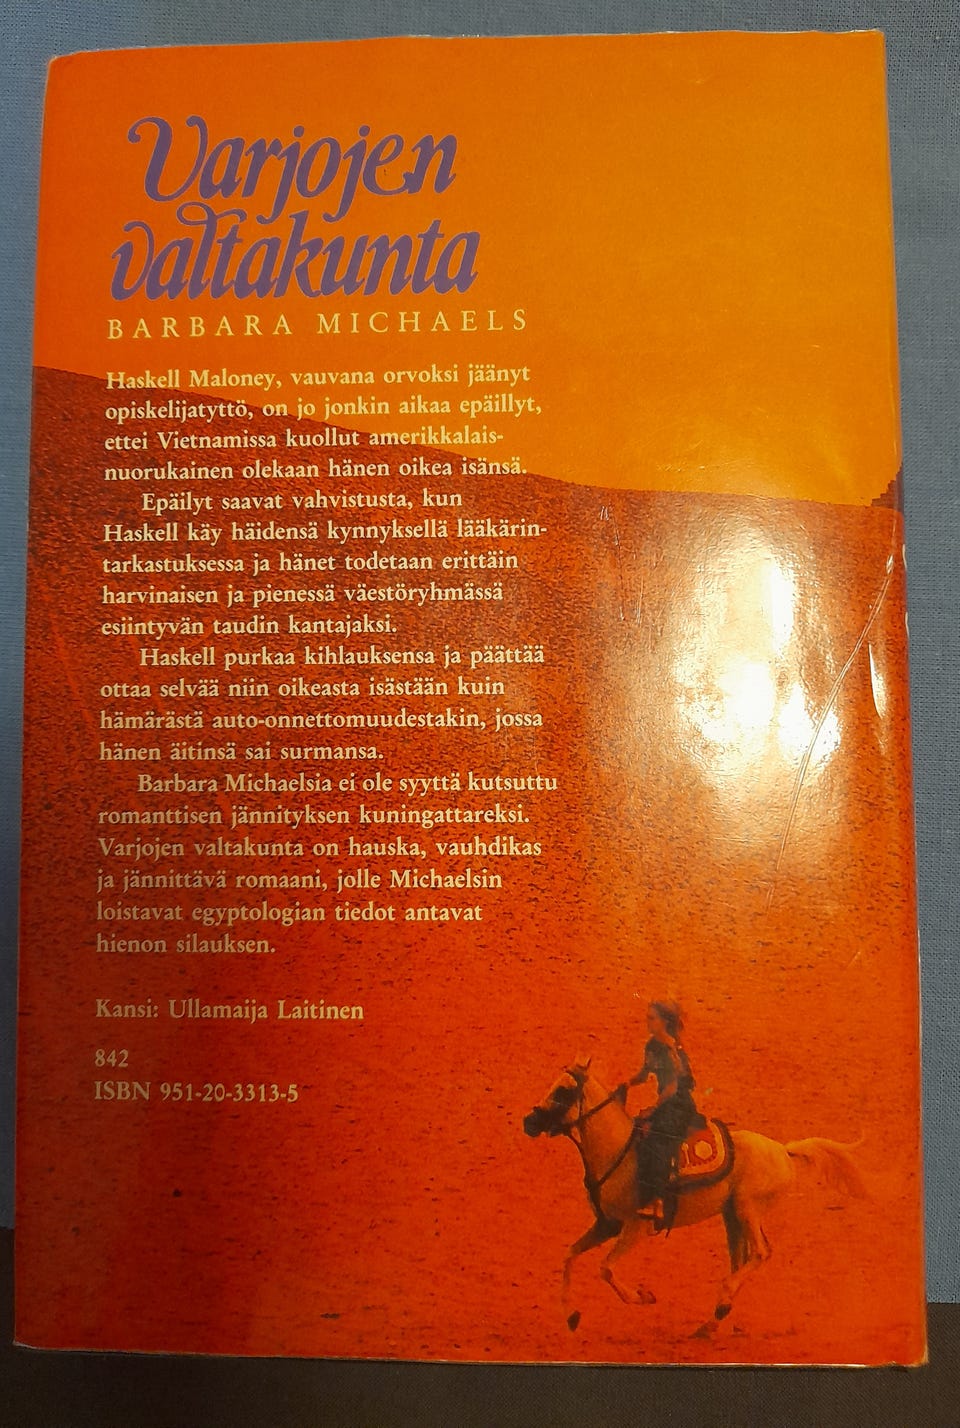 Varjojen
valtakunta
BARBARA MICHAELS
Haskell Maloney, vauvana orvoksi jäänyt
opiskelijatyttö, on jo jonkin aikaa epäillyt,
ettei Vietnamissa kuollut amerikkalais-
nuorukainen olekaan hänen oikea isänsä.
Epäilyt saavat vahvistusta, kun
Haskell käy häidensä kynnyksellä lääkärin-
tarkastuksessa ja hänet todetaan erittäin
harvinaisen ja pienessä väestöryhmässä
esiintyvän taudin kantajaksi.
Haskell purkaa kihlauksensa ja päättää
ottaa selvää niin oikeasta isästään kuin
hämärästä auto-onnettomuudestakin, jossa
hänen äitinsä sai surmansa.
Barbara Michaelsia ei ole syyttä kutsuttu
romanttisen jännityksen kuningattareksi.
Varjojen valtakunta on hauska, vauhdikas
ja jännittävä romaani, jolle Michaelsin
loistavat egyptologian tiedot antavat
hienon silauksen.
Kansi: Ullamaija Laitinen
842
ISBN 951-20-3313-5